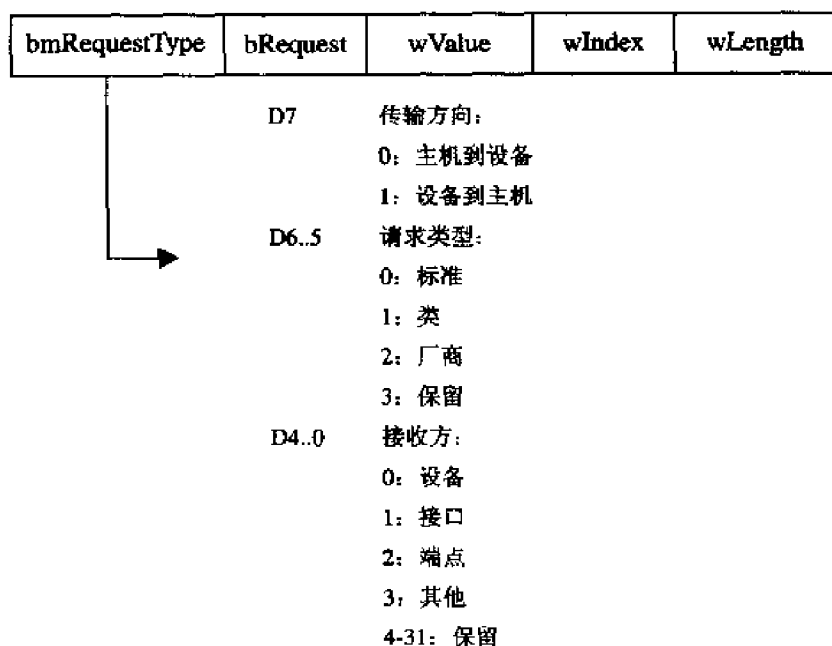 bmRequestType bRequest wValue wIndex wLength
D7 传输方向：
0：主机到设备
1：设备到主机
D6..5 请求类型：
0：标准
1：类
2：厂商
3：保留
D4..0 接收方：
0：设备
1：接口
2：端点
3：其他
4-31：保留